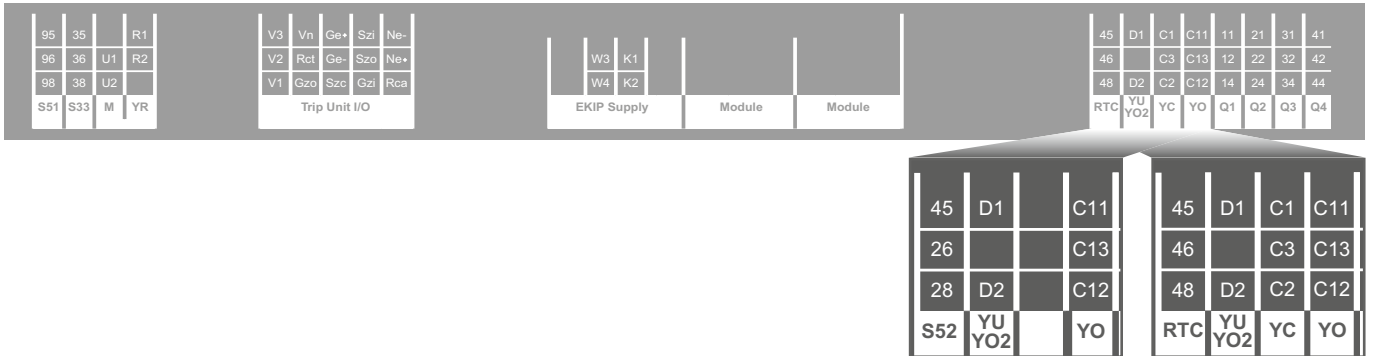 95 35 R1
96 36 U1 R2
98 38 U2
S51 S33 M YR
V3 Vn Ge+ Szi Ne-
V2 Rct Ge- Szo Ne+
V1 Gzo Szc Gzi Rca
Trip Unit I/O
W3 K1
W4 K2
EKIP Supply Module Module
45 D1 C1 C11 11 21 31 41
46 C3 C13 12 22 32 42
48 D2 C2 C12 14 24 34 44
RTC YU YO2 YC YO Q1 Q2 Q3 Q4
45 D1 C11
26 C13
28 D2 C12
S52 YU YO2 YO
45 D1 C1 C11
46 C3 C13
48 D2 C2 C12
RTC YU YO2 YC YO